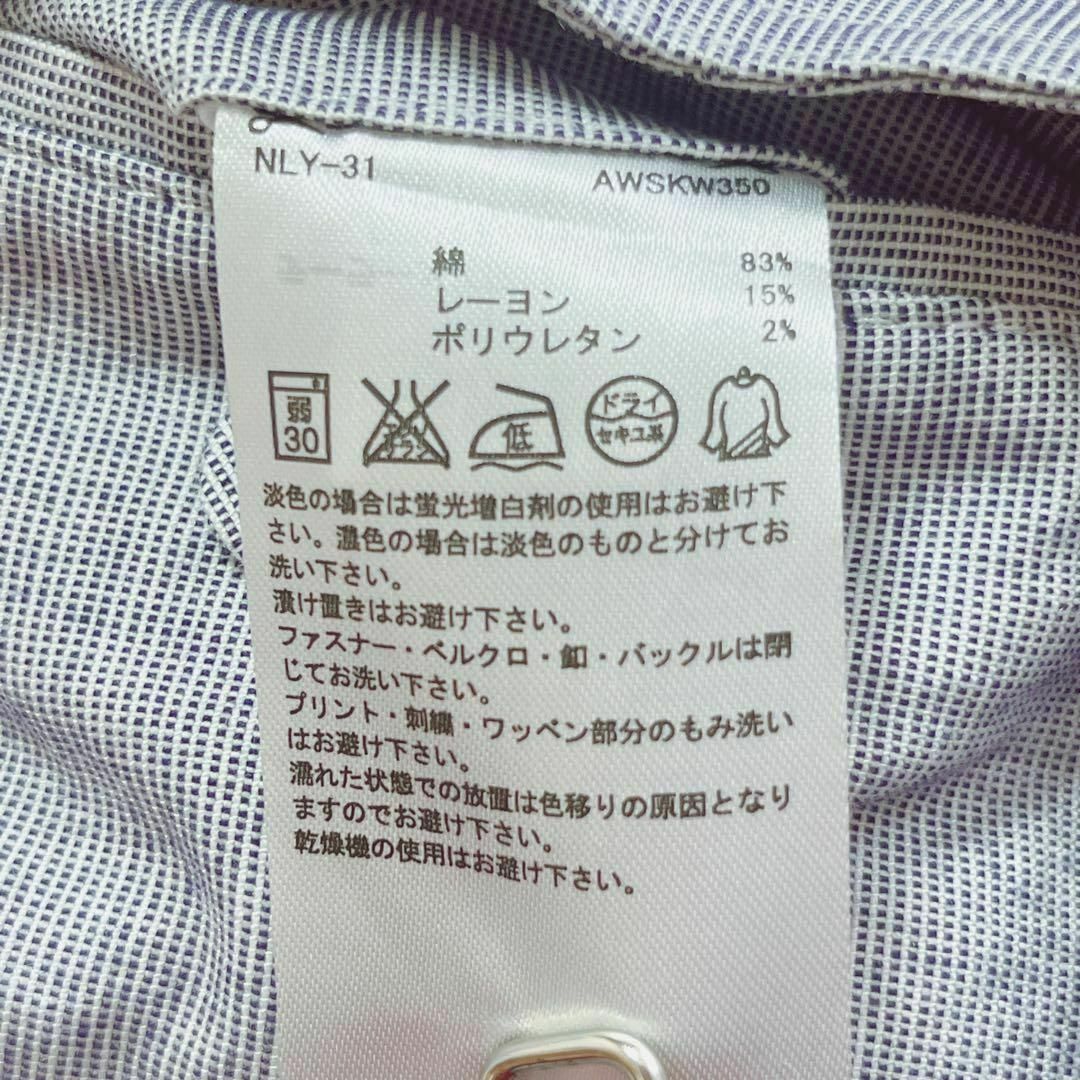 NLY-31 AWSKW350
綿 83%
レーヨン 15%
ポリウレタン 2%
弱 30 エンソ サラシ 低 ドライ セキユ系
淡色の場合は蛍光増白剤の使用はお避け下
さい。濃色の場合は淡色のものと分けてお
洗い下さい。
漬け置きはお避け下さい。
ファスナー・ベルクロ・釦・バックルは閉
じてお洗い下さい。
プリント・刺繍・ワッペン部分のもみ洗い
はお避け下さい。
濡れた状態での放置は色移りの原因となり
ますのでお避け下さい。
乾燥機の使用はお避け下さい。